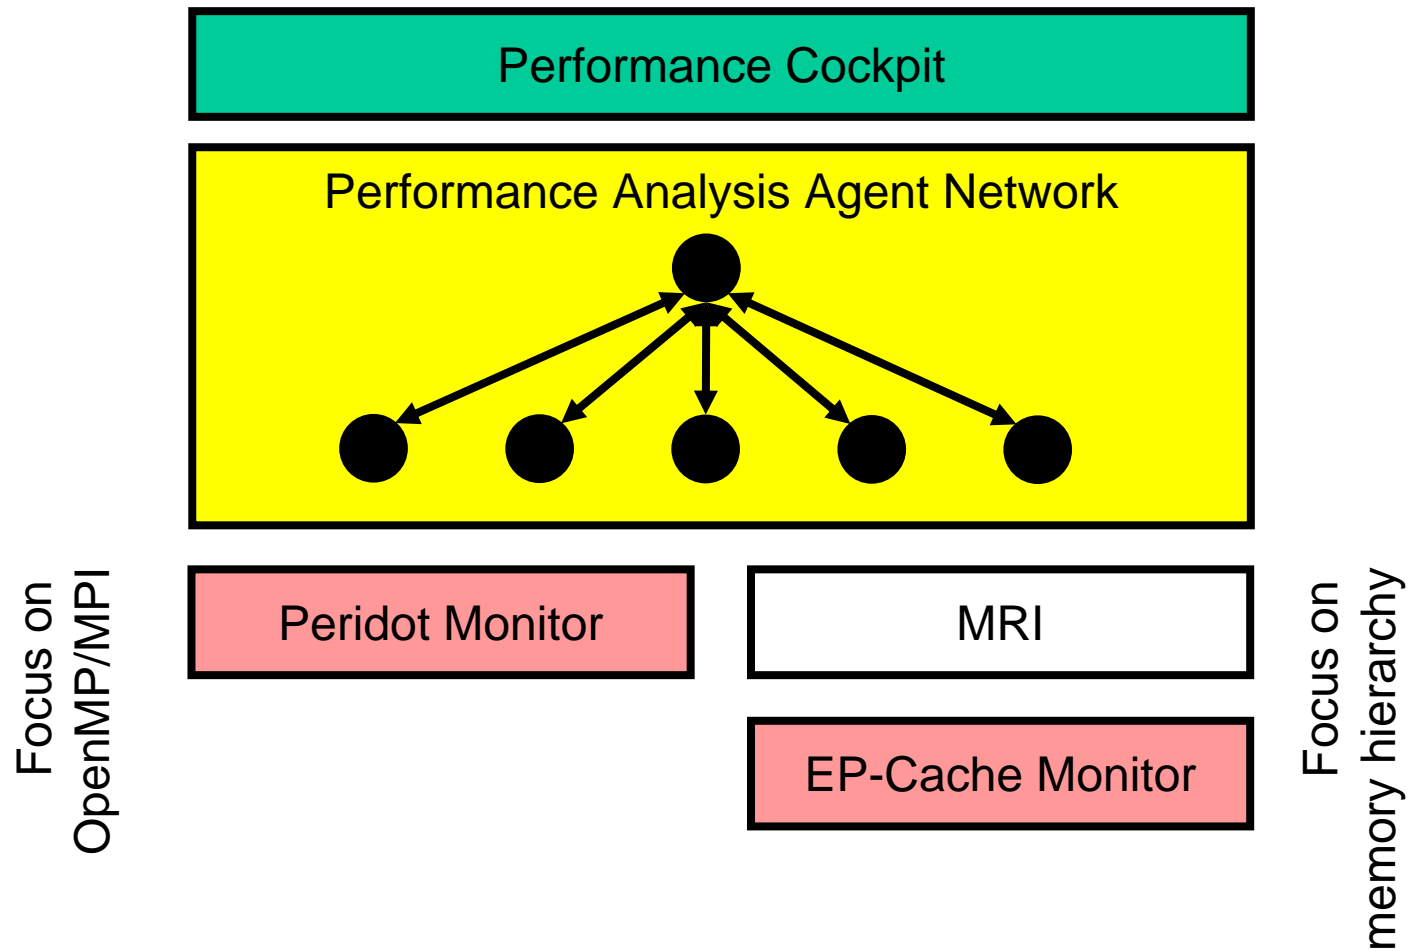 Performance Cockpit
Performance Analysis Agent Network
Focus on
OpenMP/MPI
Peridot Monitor
MRI
EP-Cache Monitor
Focus on
memory hierarchy